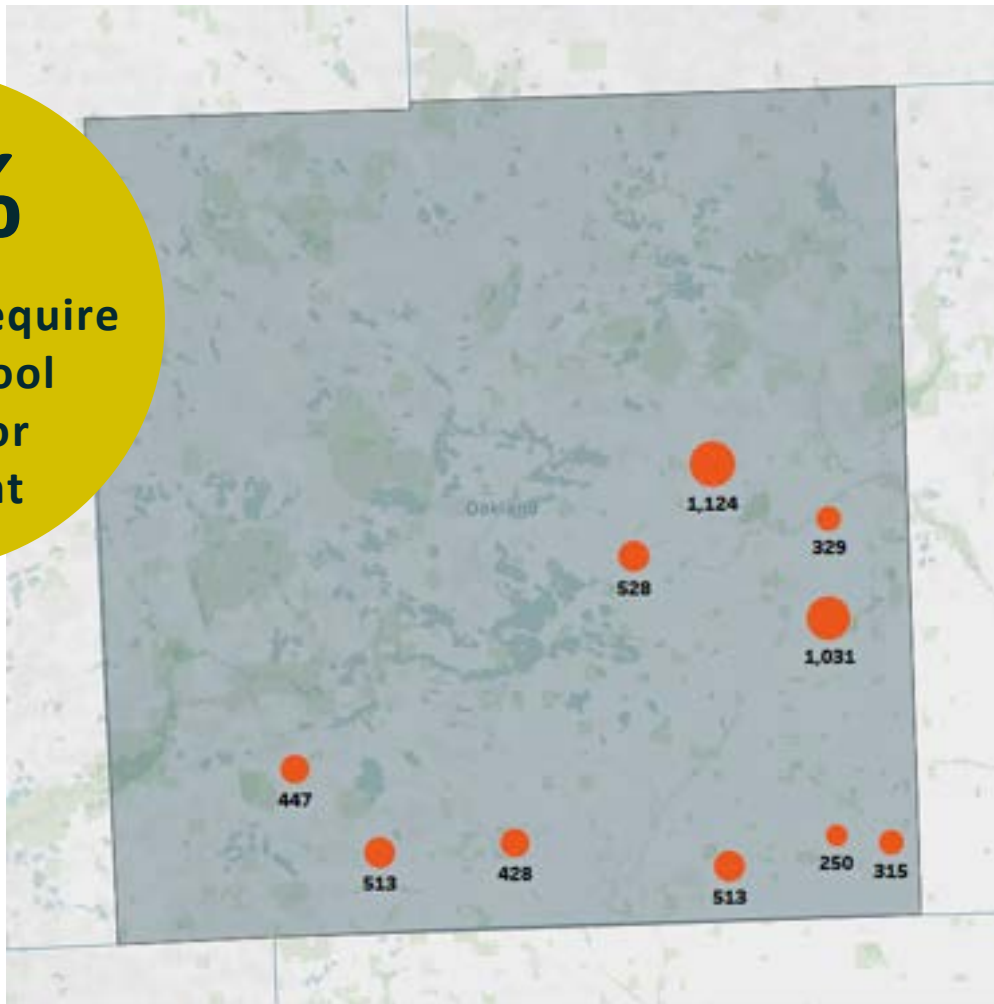 %
equire
ool
or
nt
Oakland
1,124
329
528
1,031
447
513
428
513
250
315